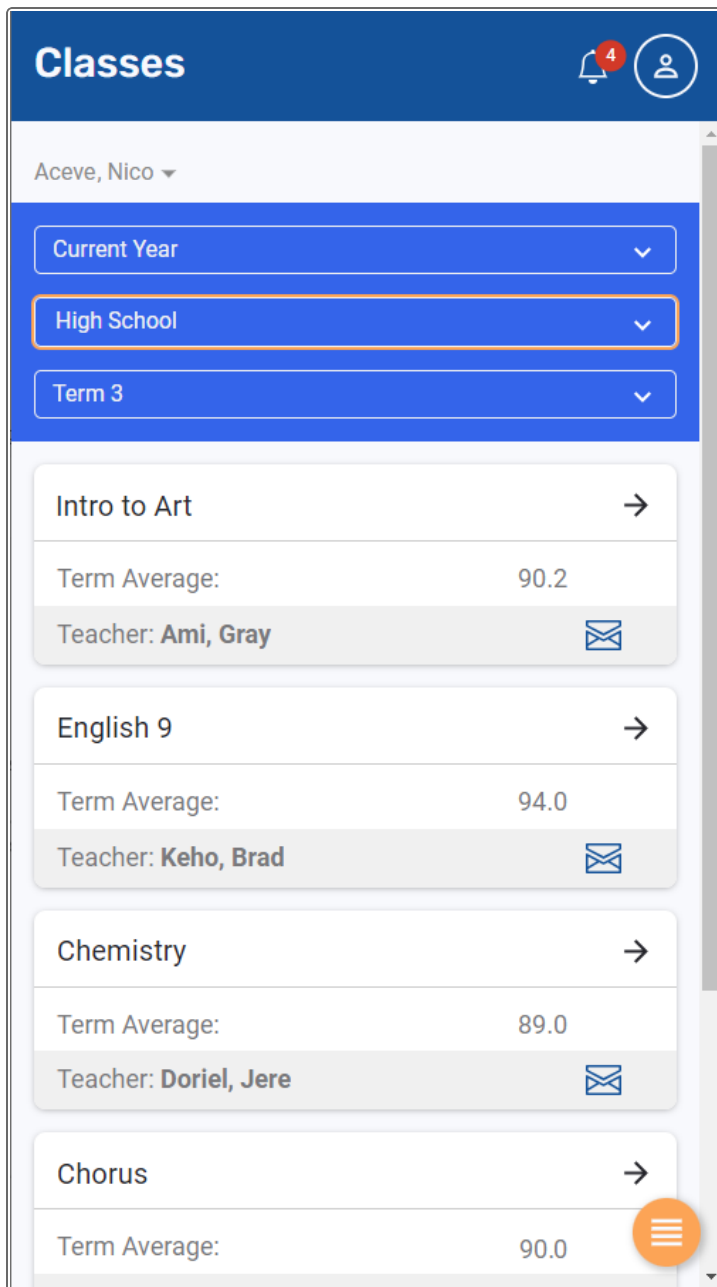 Classes
4
Aceve, Nico
Current Year
High School
Term 3
Intro to Art
Term Average: 90.2
Teacher: Ami, Gray
English 9
Term Average: 94.0
Teacher: Keho, Brad
Chemistry
Term Average: 89.0
Teacher: Doriel, Jere
Chorus
Term Average: 90.0